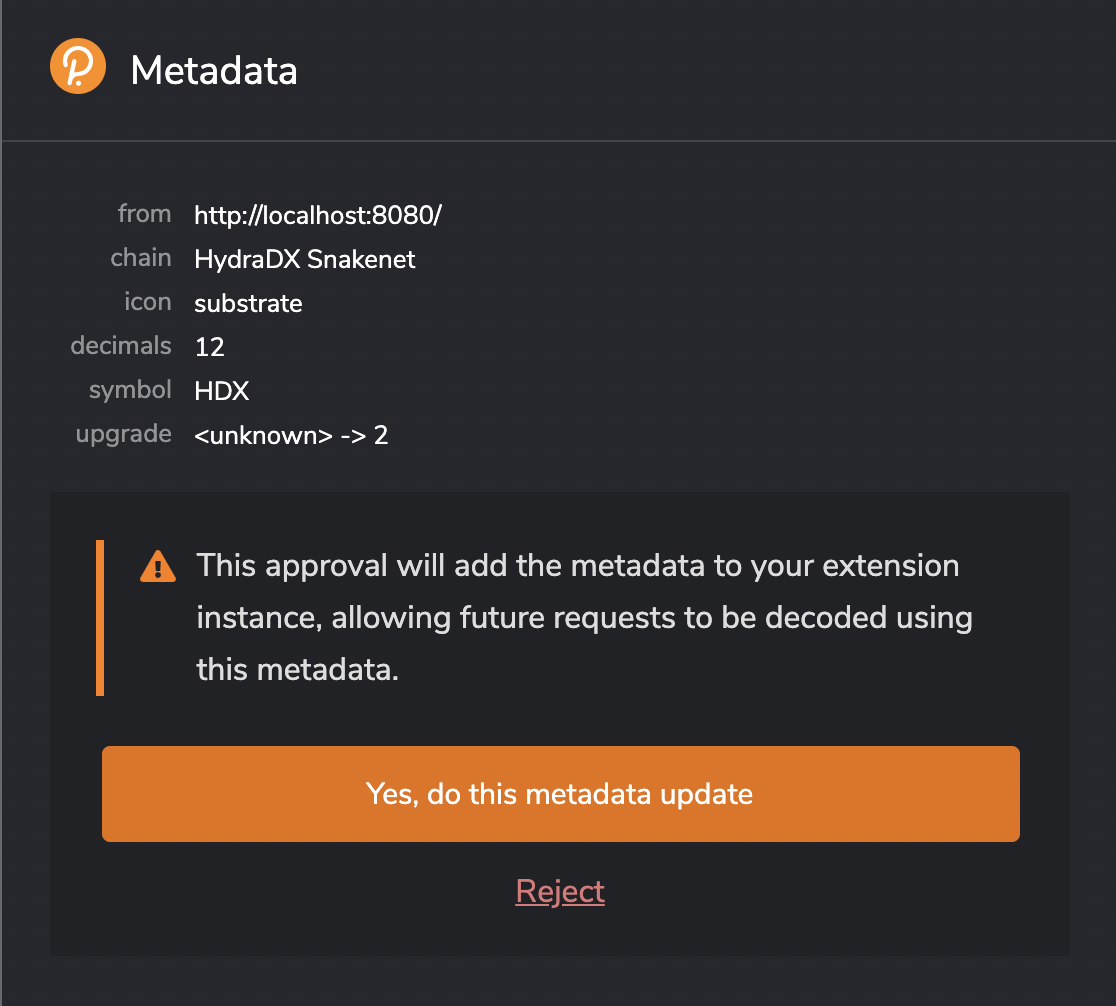 Metadata
from http://localhost:8080/
chain HydraDX Snakenet
icon substrate
decimals 12
symbol HDX
upgrade <unknown> -> 2
This approval will add the metadata to your extension
instance, allowing future requests to be decoded using
this metadata.
Yes, do this metadata update
Reject